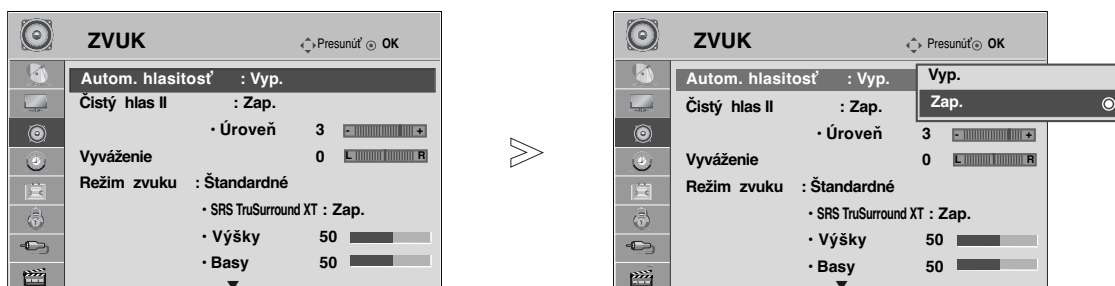 ZVUK
Presunúť OK
Autom. hlasitosť : Vyp.
Čistý hlas II : Zap.
• Úroveň 3 - +
Vyváženie 0 L R
Režim zvuku : Štandardné
• SRS TruSurround XT : Zap.
• Výšky 50
• Basy 50
>
ZVUK
Presunúť OK
Autom. hlasitosť : Vyp.
Vyp.
Zap.
Čistý hlas II : Zap.
• Úroveň 3 - +
Vyváženie 0 L R
Režim zvuku : Štandardné
• SRS TruSurround XT : Zap.
• Výšky 50
• Basy 50